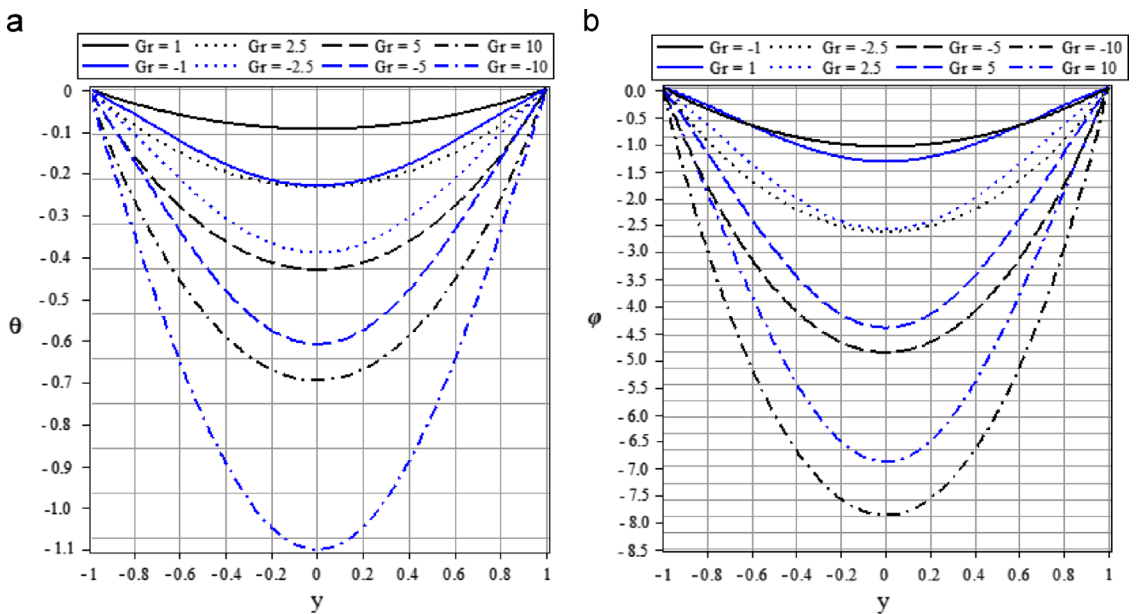 a
Gr = 1 Gr = 2.5 Gr = 5 Gr = 10
Gr = -1 Gr = -2.5 Gr = -5 Gr = -10
0
-0.1
-0.2
-0.3
-0.4
-0.5
-0.6
-0.7
-0.8
-0.9
-1.0
-1.1
θ
-1 -0.8 -0.6 -0.4 -0.2 0 0.2 0.4 0.6 0.8 1
y
b
Gr = -1 Gr = -2.5 Gr = -5 Gr = -10
Gr = 1 Gr = 2.5 Gr = 5 Gr = 10
0.0
-0.5
-1.0
-1.5
-2.0
-2.5
-3.0
-3.5
-4.0
-4.5
-5.0
-5.5
-6.0
-6.5
-7.0
-7.5
-8.0
-8.5
φ
-1 -0.8 -0.6 -0.4 -0.2 0 0.2 0.4 0.6 0.8 1
y